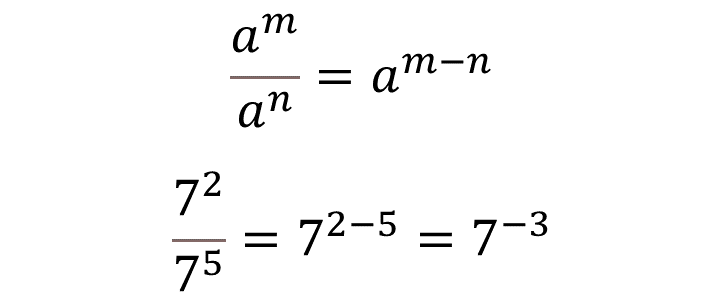 a^m / a^n = a^{m−n}
7^2 / 7^5 = 7^{2−5} = 7^{−3}